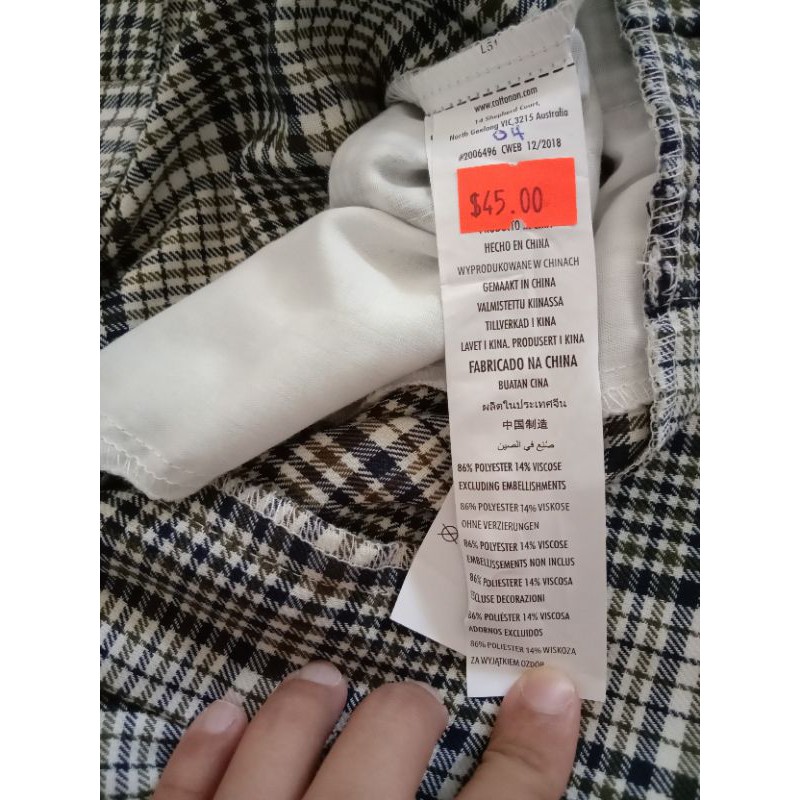 L51
www.cottonon.com
14 Shepherd Court,
North Geelong VIC 3215 Australia
04
#2006496 CWEB 12/2018
$45.00
HECHO EN CHINA
WYPRODUKOWANE W CHINACH
GEMAAKT IN CHINA
VALMISTETTU KIINASSA
TILLVERKAD I KINA
LAVET I KINA. PRODUSERT I KINA
FABRICADO NA CHINA
BUATAN CINA
ผลิตในประเทศจีน
中国制造
صنع في الصين
86% POLYESTER 14% VISCOSE
EXCLUDING EMBELLISHMENTS
86% POLYESTER 14% VISKOSE
OHNE VERZIERUNGEN
86% POLYESTER 14% VISCOSE
EMBELLISSEMENTS NON INCLUS
86% POLIESTERE 14% VISCOSA
ESCLUSE DECORAZIONI
86% POLIÉSTER 14% VISCOSA
ADORNOS EXCLUIDOS
86% POLIESTER 14% WISKOZA
ZA WYJĄTKIEM OZDÓB